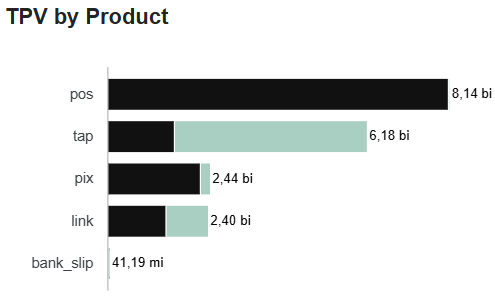 TPV by Product
pos 8,14 bi
tap 6,18 bi
pix 2,44 bi
link 2,40 bi
bank_slip 41,19 mi